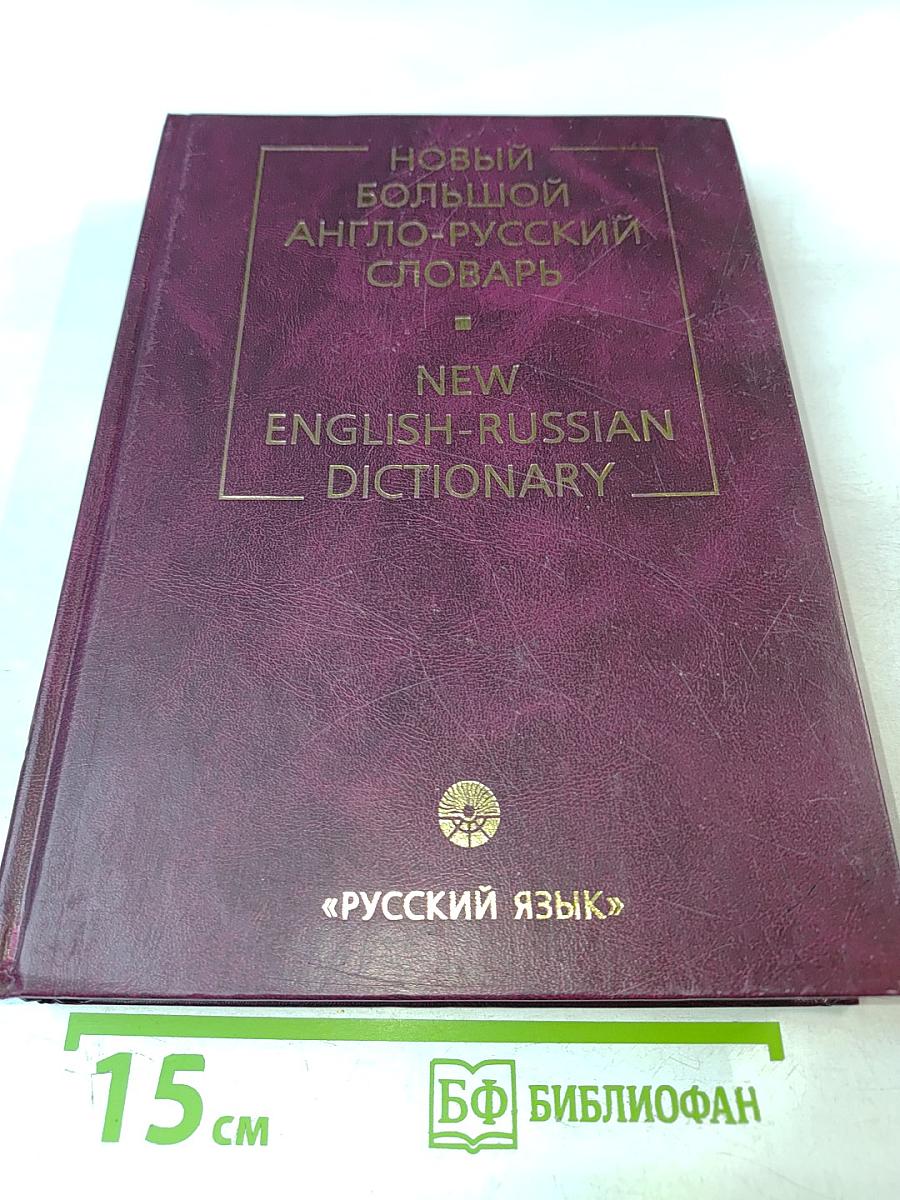 НОВЫЙ
БОЛЬШОЙ
АНГЛО-РУССКИЙ
СЛОВАРЬ
NEW
ENGLISH-RUSSIAN
DICTIONARY
«РУССКИЙ ЯЗЫК»
15 см
БФ БИБЛИОФАН